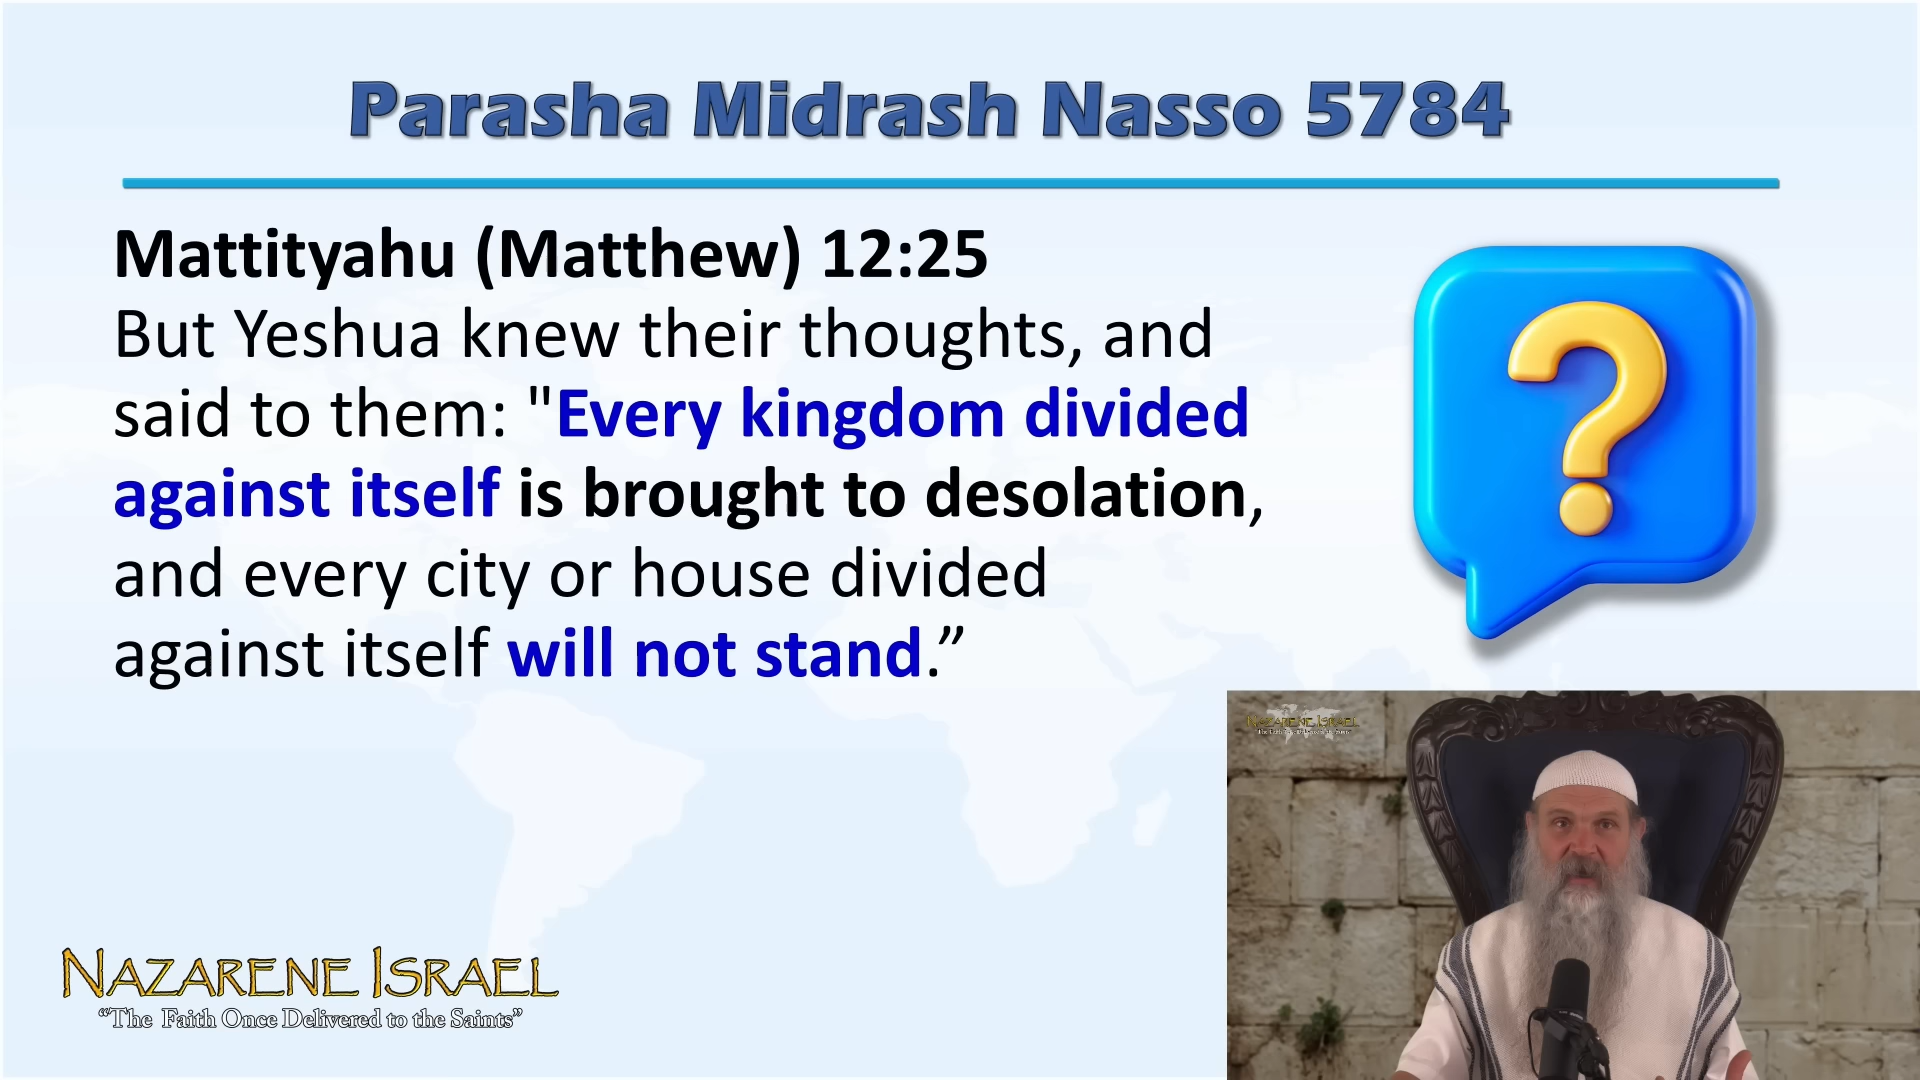 Parasha Midrash Nasso 5784
Mattityahu (Matthew) 12:25
But Yeshua knew their thoughts, and
said to them: "Every kingdom divided
against itself is brought to desolation,
and every city or house divided
against itself will not stand.”
NAZARENE ISRAEL
“The Faith Once Delivered to the Saints”
NAZARENE ISRAEL